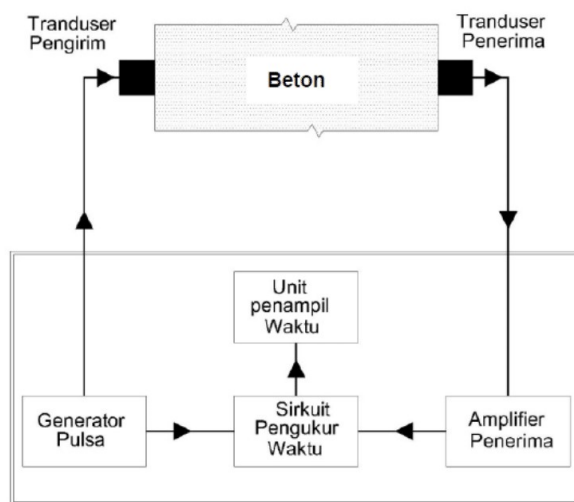 Tranduser
Pengirim
Tranduser
Penerima
Beton
Unit
penampil
Waktu
Generator
Pulsa
Sirkuit
Pengukur
Waktu
Amplifier
Penerima